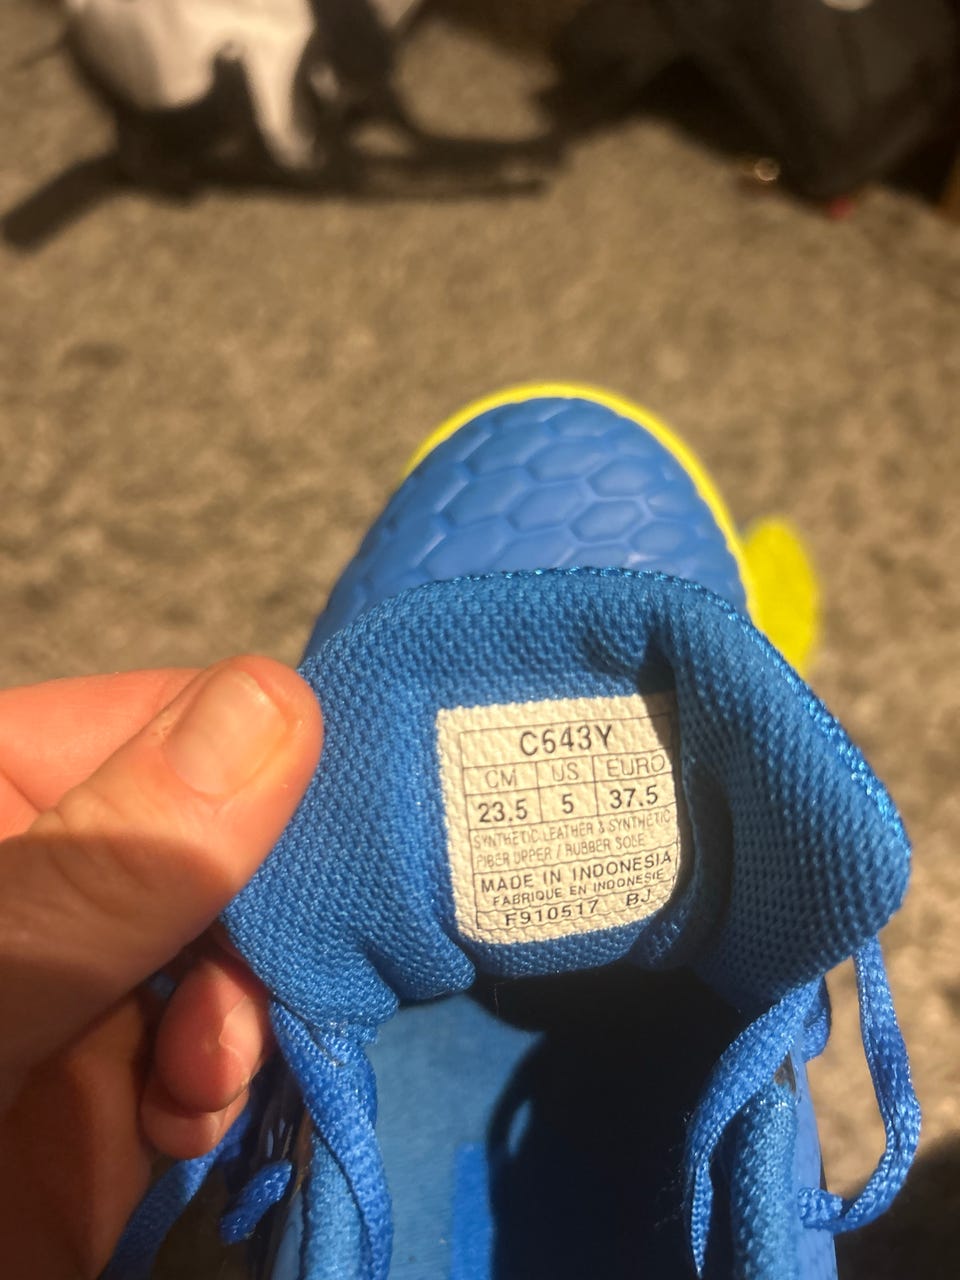 C643Y
CM US EURO
23.5 5 37.5
SYNTHETIC LEATHER & SYNTHETIC
FIBER UPPER / RUBBER SOLE
MADE IN INDONESIA
FABRIQUE EN INDONESIE
F910517 BJ